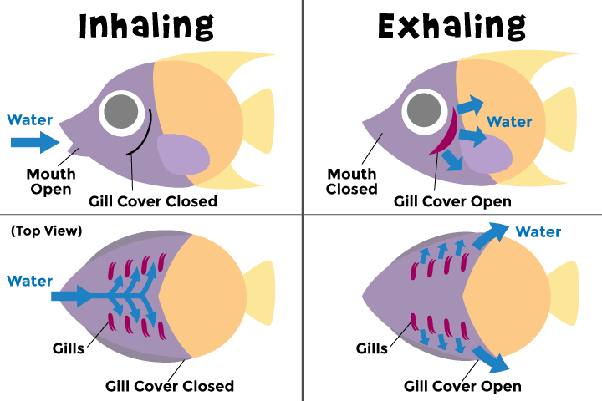 Inhaling
Water
Mouth
Open
Gill Cover Closed
Exhaling
Water
Mouth
Closed
Gill Cover Open
(Top View)
Water
Gills
Gill Cover Closed
Water
Gills
Gill Cover Open